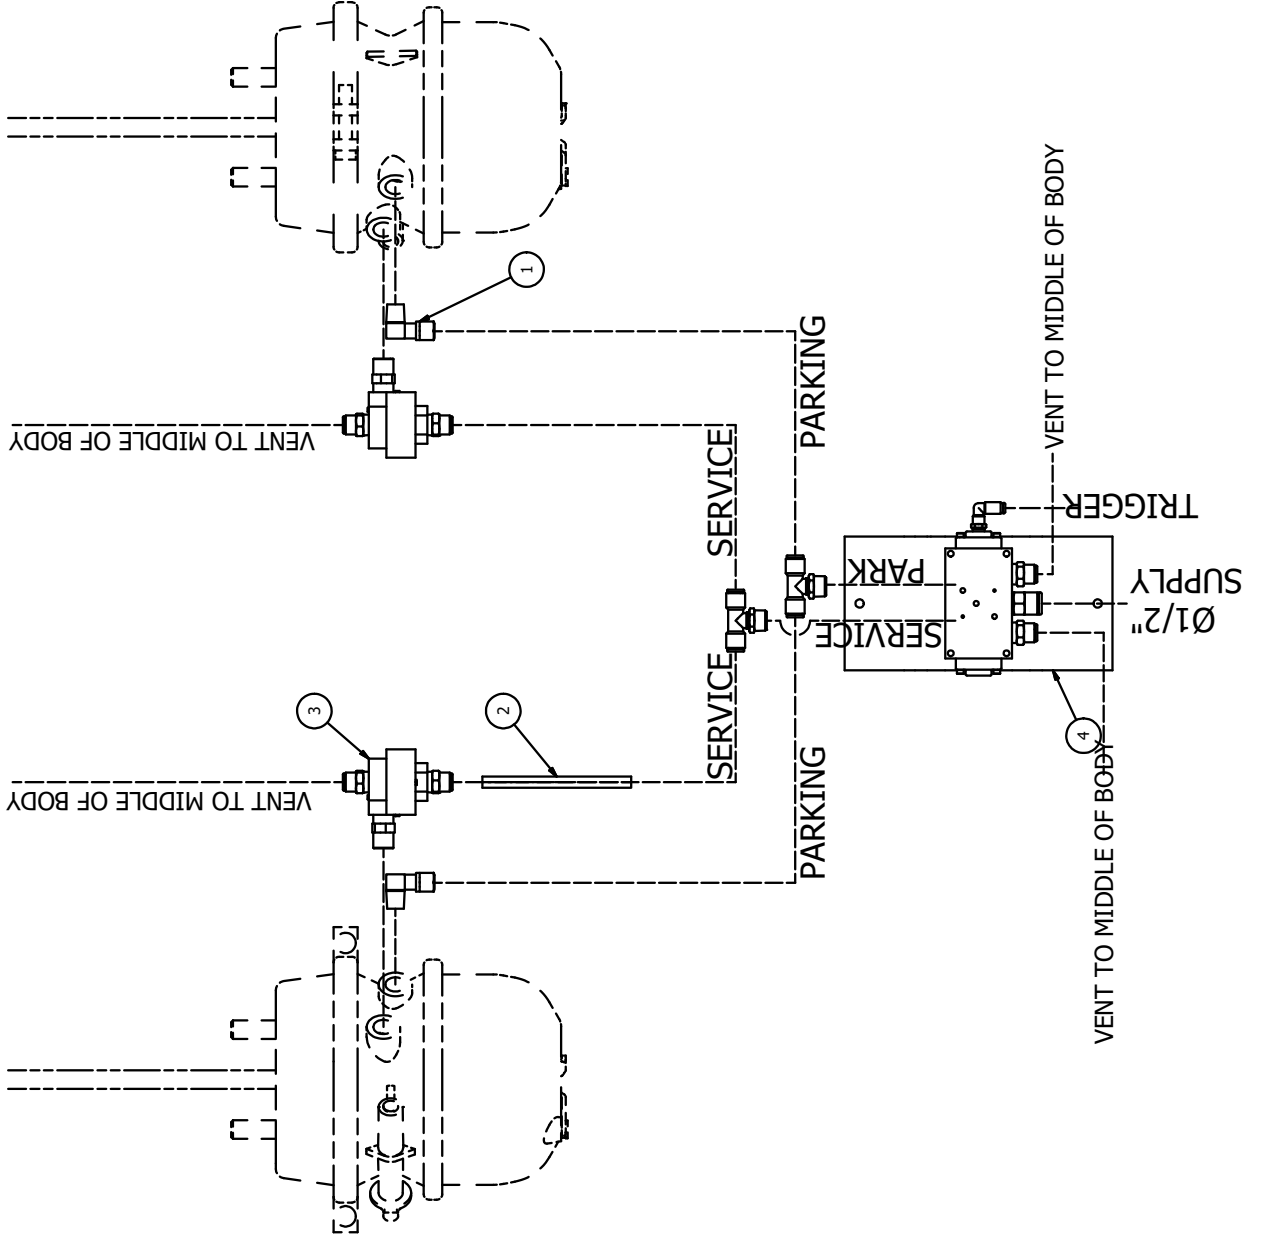 1
VENT TO MIDDLE OF BODY
PARKING
VENT TO MIDDLE OF BODY
SERVICE
TRIGGER
PARK
SUPPLY
Ø1/2"
SERVICE
3
2
SERVICE
4
VENT TO MIDDLE OF BODY
PARKING
VENT TO MIDDLE OF BODY